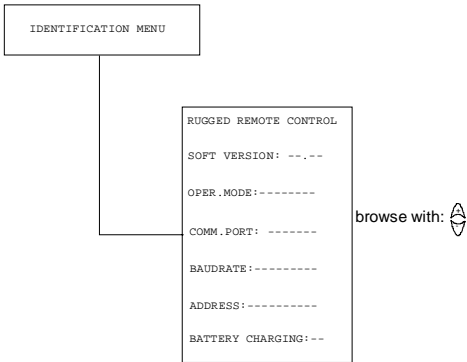 IDENTIFICATION MENU
RUGGED REMOTE CONTROL
SOFT VERSION: --.--
OPER.MODE:--------
COMM.PORT: -------
browse with:
BAUDRATE:---------
ADDRESS:----------
BATTERY CHARGING:--